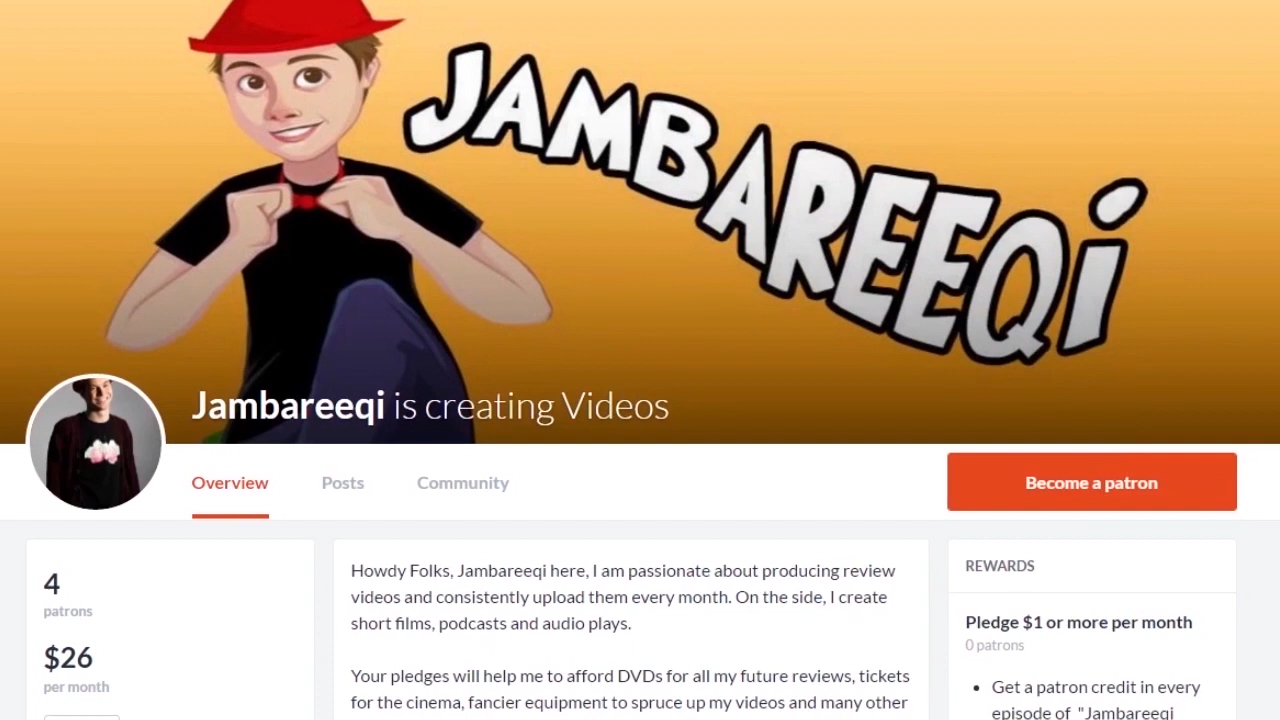 JAMBAREEQi
Jambareeqi is creating Videos
Overview
Posts
Community
Become a patron
4
patrons
$26
per month
Howdy Folks, Jambareeqi here, I am passionate about producing review
videos and consistently upload them every month. On the side, I create
short films, podcasts and audio plays.
Your pledges will help me to afford DVDs for all my future reviews, tickets
for the cinema, fancier equipment to spruce up my videos and many other
REWARDS
Pledge $1 or more per month
0 patrons
• Get a patron credit in every
episode of "Jambareeqi